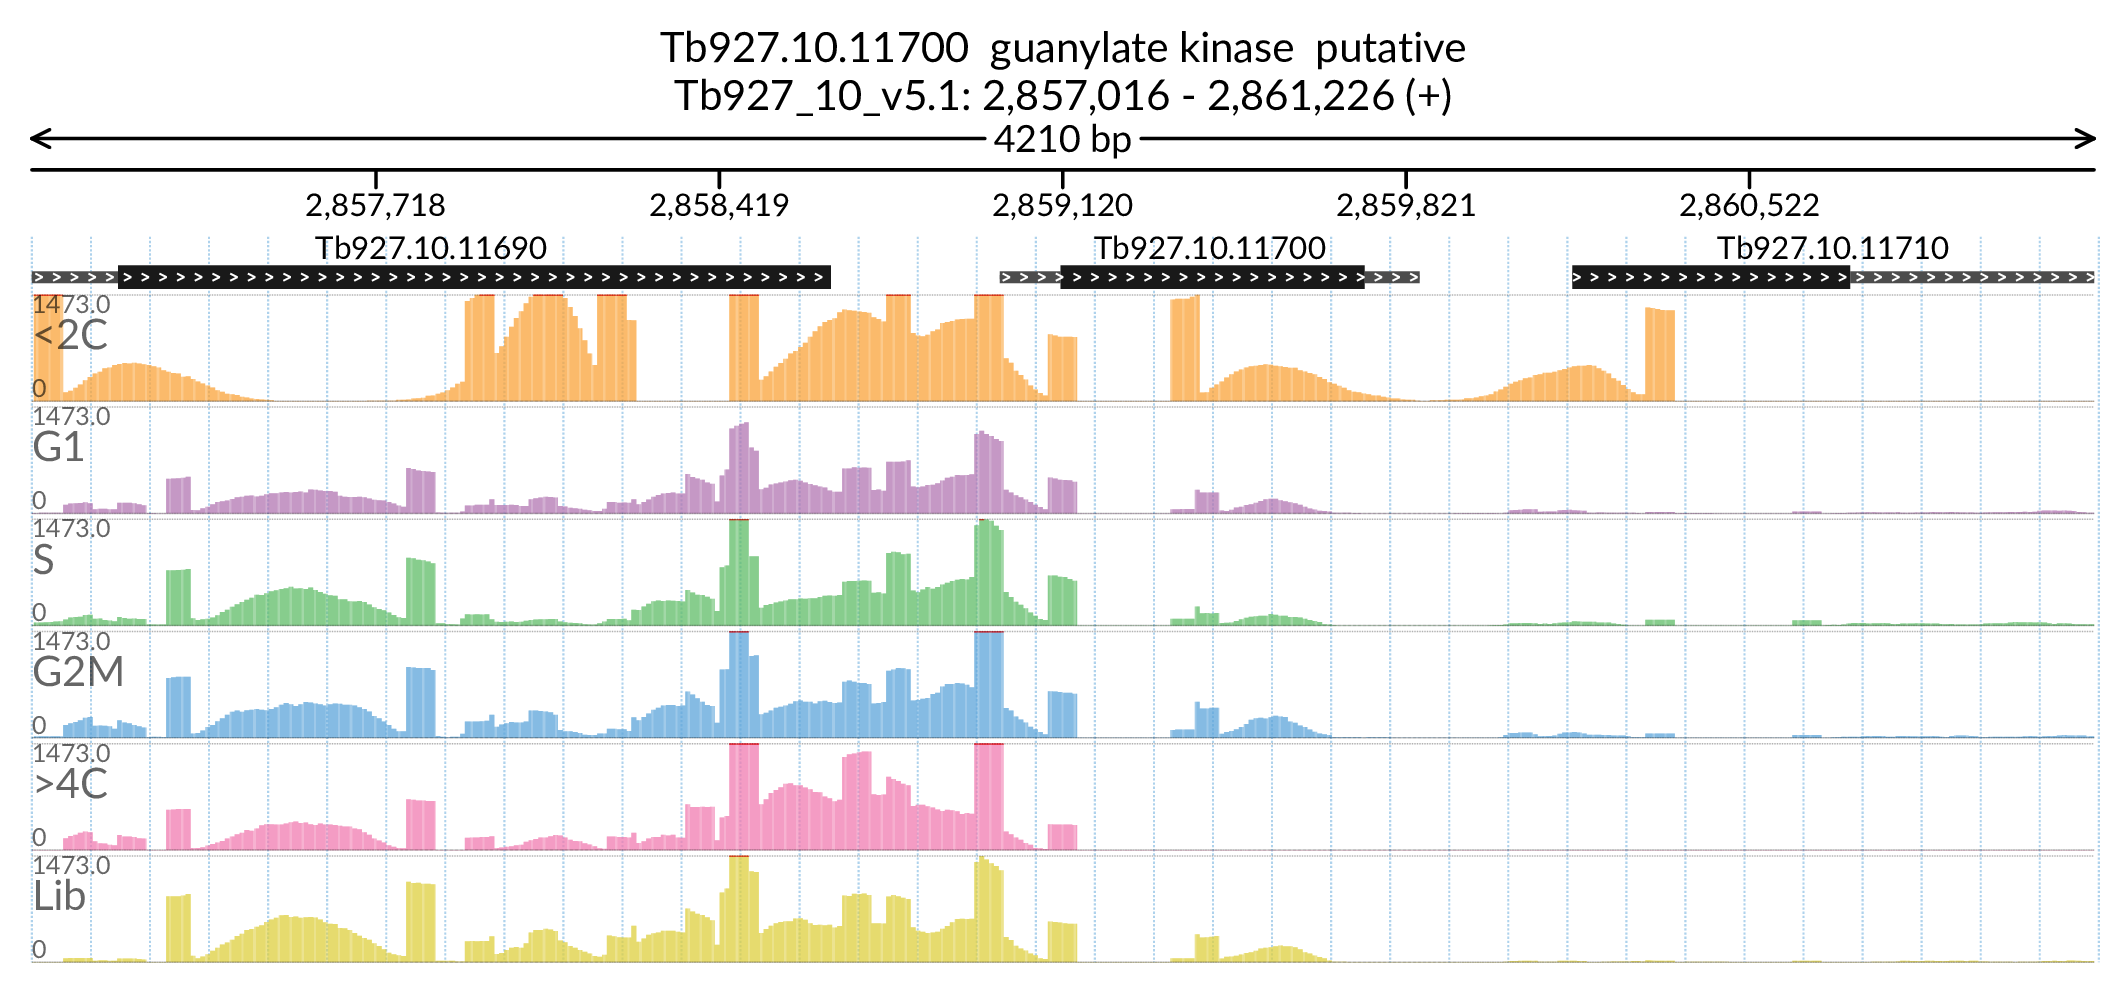 Tb927.10.11700 guanylate kinase putative
Tb927_10_v5.1: 2,857,016 - 2,861,226 (+)
4210 bp
2,857,718 2,858,419 2,859,120 2,859,821 2,860,522
Tb927.10.11690 Tb927.10.11700 Tb927.10.11710
1473.0
<2C
0
1473.0
G1
0
1473.0
S
0
1473.0
G2M
0
1473.0
>4C
0
1473.0
Lib
0